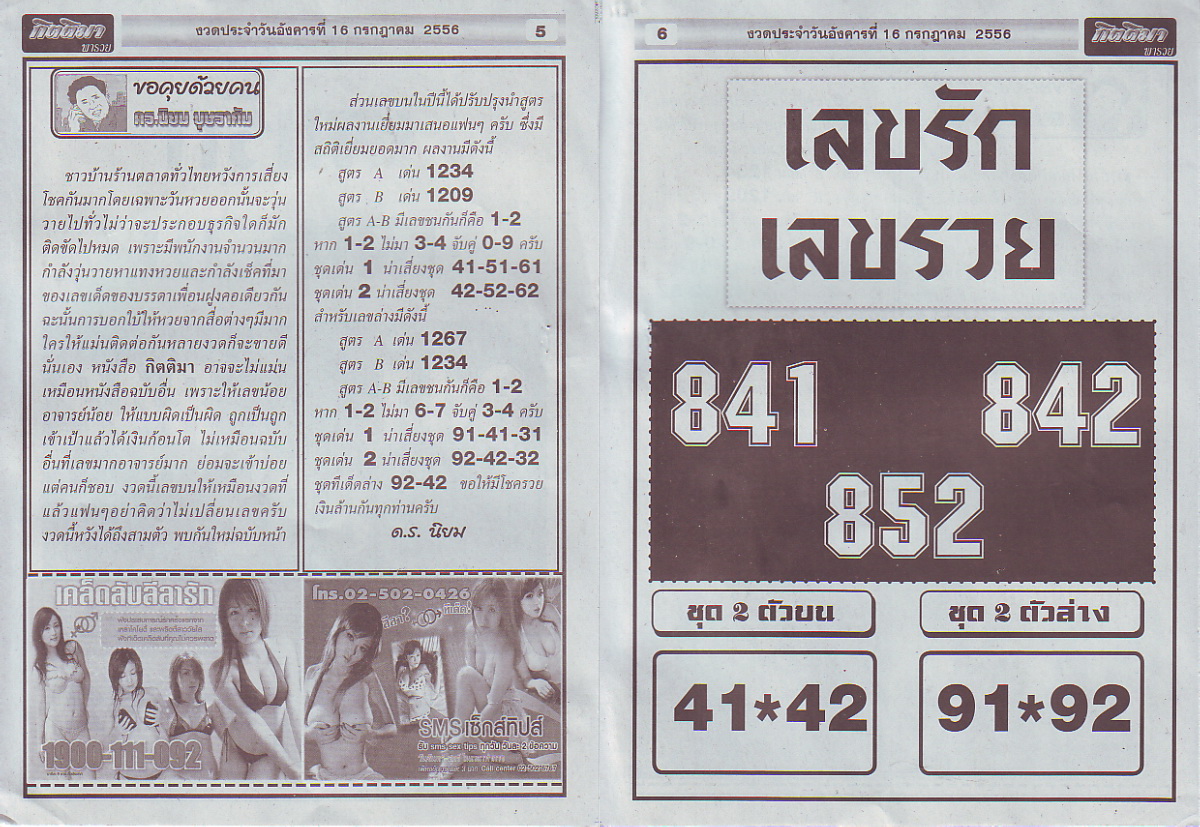 กิตติมา
พารวย
งวดประจำวันอังคารที่ 16 กรกฎาคม 2556
5
ขอคุยด้วยคน
ดร.นิยม บุษราคัม
ชาวบ้านร้านตลาดทั่วไทยหวังการเสี่ยง
โชคกันมากโดยเฉพาะวันหวยออกนั้นจะวุ่น
วายไปทั่วไม่ว่าจะประกอบธุรกิจใดก็มัก
ติดขัดไปหมด เพราะมีพนักงานจำนวนมาก
กำลังวุ่นวายหาแทงหวยและกำลังเช็คที่มา
ของเลขเด็ดของบรรดาเพื่อนฝูงคอเดียวกัน
ฉะนั้นการบอกใบ้ให้หวยจากสื่อต่างๆมีมาก
ใครให้แม่นติดต่อกันหลายงวดก็จะขายดี
นั่นเอง หนังสือ กิตติมา อาจจะไม่แม่น
เหมือนหนังสือฉบับอื่น เพราะให้เลขน้อย
อาจารย์น้อย ให้แบบผิดเป็นผิด ถูกเป็นถูก
เข้าเป้าแล้วได้เงินก้อนโต ไม่เหมือนฉบับ
อื่นที่เลขมากอาจารย์มาก ย่อมจะเข้าบ่อย
แต่คนก็ชอบ งวดนี้เลขบนให้เหมือนงวดที่
แล้วแฟนๆอย่าคิดว่าไม่เปลี่ยนเลขครับ
งวดนี้หวังได้ถึงสามตัว พบกันใหม่ฉบับหน้า
ส่วนเลขบนในปีนี้ได้ปรับปรุงนำสูตร
ใหม่ผลงานเยี่ยมมาเสนอแฟนๆ ครับ ซึ่งมี
สถิติเยี่ยมยอดมาก ผลงานมีดังนี้
สูตร A เด่น 1234
สูตร B เด่น 1209
สูตร A-B มีเลขชนกันก็คือ 1-2
หาก 1-2 ไม่มา 3-4 จับคู่ 0-9 ครับ
ชุดเด่น 1 น่าเสี่ยงชุด 41-51-61
ชุดเด่น 2 น่าเสี่ยงชุด 42-52-62
สำหรับเลขล่างมีดังนี้
สูตร A เด่น 1267
สูตร B เด่น 1234
สูตร A-B มีเลขชนกันก็คือ 1-2
หาก 1-2 ไม่มา 6-7 จับคู่ 3-4 ครับ
ชุดเด่น 1 น่าเสี่ยงชุด 91-41-31
ชุดเด่น 2 น่าเสี่ยงชุด 92-42-32
ชุดทีเด็ดล่าง 92-42 ขอให้มีโชครวย
เงินล้านกันทุกท่านครับ
ด.ร. นิยม
เคล็ดลับลีลารัก
1900-111-092
โทร.02-502-0426
SMS เซ็กส์ทิปส์
รับ sms sex tips ทุกวัน วันละ 2 ข้อความ
6
งวดประจำวันอังคารที่ 16 กรกฎาคม 2556
กิตติมา
พารวย
เลขรัก
เลขรวย
841 842
852
ชุด 2 ตัวบน
ชุด 2 ตัวล่าง
41*42
91*92